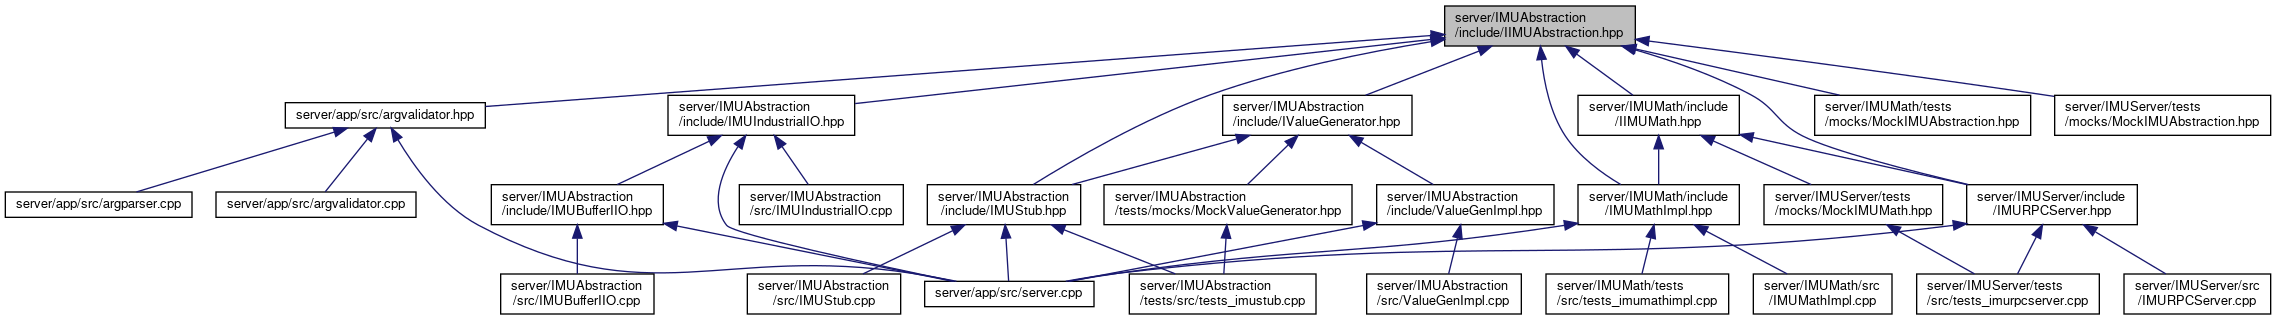 server/IMUAbstraction
/include/IIMUAbstraction.hpp
server/app/src/argvalidator.hpp
server/IMUAbstraction
/include/IMUIndustrialIO.hpp
server/IMUAbstraction
/include/IValueGenerator.hpp
server/IMUMath/include
/IIMUMath.hpp
server/IMUMath/tests
/mocks/MockIMUAbstraction.hpp
server/IMUServer/tests
/mocks/MockIMUAbstraction.hpp
server/app/src/argparser.cpp
server/app/src/argvalidator.cpp
server/IMUAbstraction
/include/IMUBufferIIO.hpp
server/IMUAbstraction
/src/IMUIndustrialIO.cpp
server/IMUAbstraction
/include/IMUStub.hpp
server/IMUAbstraction
/tests/mocks/MockValueGenerator.hpp
server/IMUAbstraction
/include/ValueGenImpl.hpp
server/IMUMath/include
/IMUMathImpl.hpp
server/IMUServer/tests
/mocks/MockIMUMath.hpp
server/IMUServer/include
/IMURPCServer.hpp
server/IMUAbstraction
/src/IMUBufferIIO.cpp
server/IMUAbstraction
/src/IMUStub.cpp
server/app/src/server.cpp
server/IMUAbstraction
/tests/src/tests_imustub.cpp
server/IMUAbstraction
/src/ValueGenImpl.cpp
server/IMUMath/tests
/src/tests_imumathimpl.cpp
server/IMUMath/src
/IMUMathImpl.cpp
server/IMUServer/tests
/src/tests_imurpcserver.cpp
server/IMUServer/src
/IMURPCServer.cpp